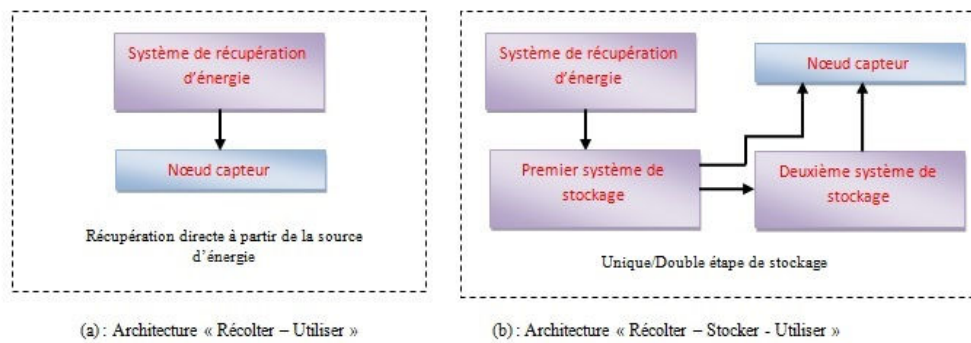 Système de récupération
d'énergie
Nœud capteur
Récupération directe à partir de la source
d'énergie
(a) : Architecture « Récolter – Utiliser »
Système de récupération
d'énergie
Nœud capteur
Premier système de
stockage
Deuxième système de
stockage
Unique/Double étape de stockage
(b) : Architecture « Récolter – Stocker - Utiliser »